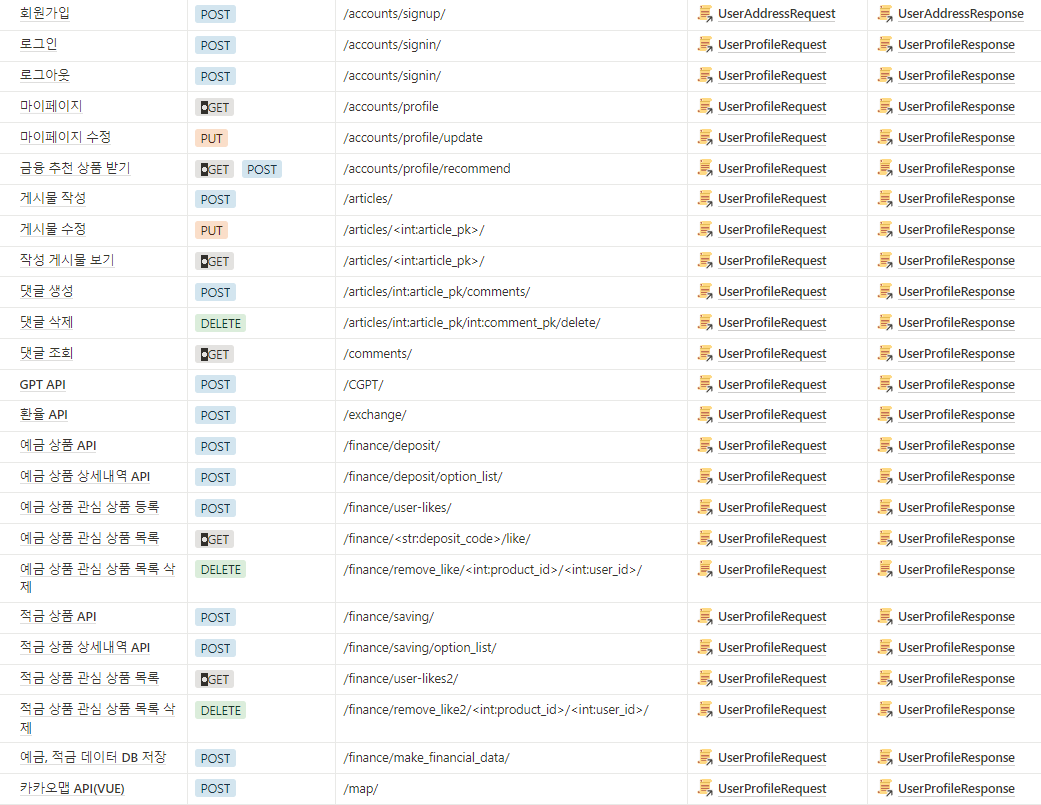 회원가입 POST /accounts/signup/ UserAddressRequest UserAddressResponse
로그인 POST /accounts/signin/ UserProfileRequest UserProfileResponse
로그아웃 POST /accounts/signin/ UserProfileRequest UserProfileResponse
마이페이지 GET /accounts/profile UserProfileRequest UserProfileResponse
마이페이지 수정 PUT /accounts/profile/update UserProfileRequest UserProfileResponse
금융 추천 상품 받기 GET POST /accounts/profile/recommend UserProfileRequest UserProfileResponse
게시물 작성 POST /articles/ UserProfileRequest UserProfileResponse
게시물 수정 PUT /articles/<int:article_pk>/ UserProfileRequest UserProfileResponse
작성 게시물 보기 GET /articles/<int:article_pk>/ UserProfileRequest UserProfileResponse
댓글 생성 POST /articles/int:article_pk/comments/ UserProfileRequest UserProfileResponse
댓글 삭제 DELETE /articles/int:article_pk/int:comment_pk/delete/ UserProfileRequest UserProfileResponse
댓글 조회 GET /comments/ UserProfileRequest UserProfileResponse
GPT API POST /CGPT/ UserProfileRequest UserProfileResponse
환율 API POST /exchange/ UserProfileRequest UserProfileResponse
예금 상품 API POST /finance/deposit/ UserProfileRequest UserProfileResponse
예금 상품 상세내역 API POST /finance/deposit/option_list/ UserProfileRequest UserProfileResponse
예금 상품 관심 상품 등록 POST /finance/user-likes/ UserProfileRequest UserProfileResponse
예금 상품 관심 상품 목록 GET /finance/<str:deposit_code>/like/ UserProfileRequest UserProfileResponse
예금 상품 관심 상품 목록 삭 DELETE /finance/remove_like/<int:product_id>/<int:user_id>/ UserProfileRequest UserProfileResponse
제
적금 상품 API POST /finance/saving/ UserProfileRequest UserProfileResponse
적금 상품 상세내역 API POST /finance/saving/option_list/ UserProfileRequest UserProfileResponse
적금 상품 관심 상품 목록 GET /finance/user-likes2/ UserProfileRequest UserProfileResponse
적금 상품 관심 상품 목록 삭 DELETE /finance/remove_like2/<int:product_id>/<int:user_id>/ UserProfileRequest UserProfileResponse
제
예금, 적금 데이터 DB 저장 POST /finance/make_financial_data/ UserProfileRequest UserProfileResponse
카카오맵 API(VUE) POST /map/ UserProfileRequest UserProfileResponse